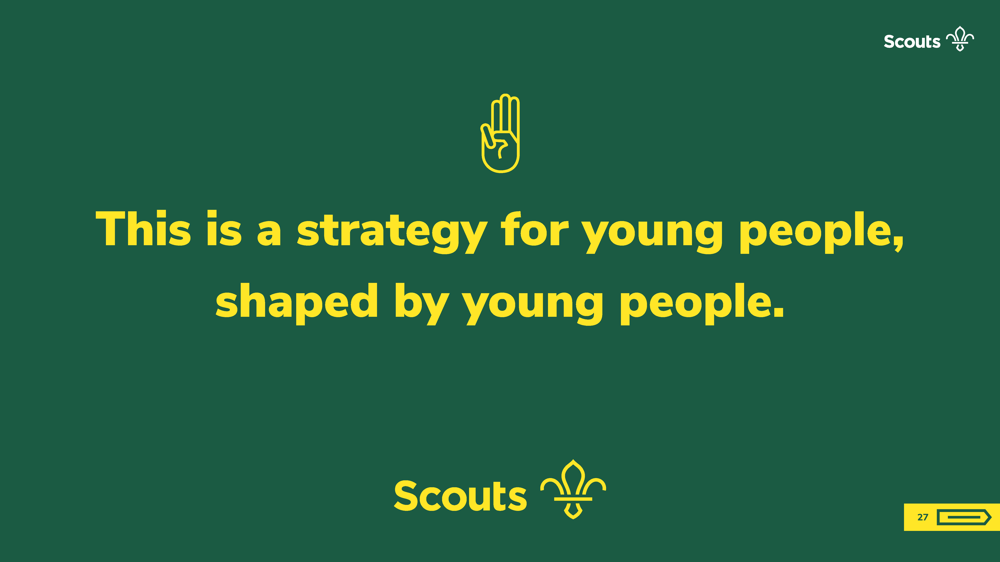 Scouts
This is a strategy for young people,
shaped by young people.
Scouts
27